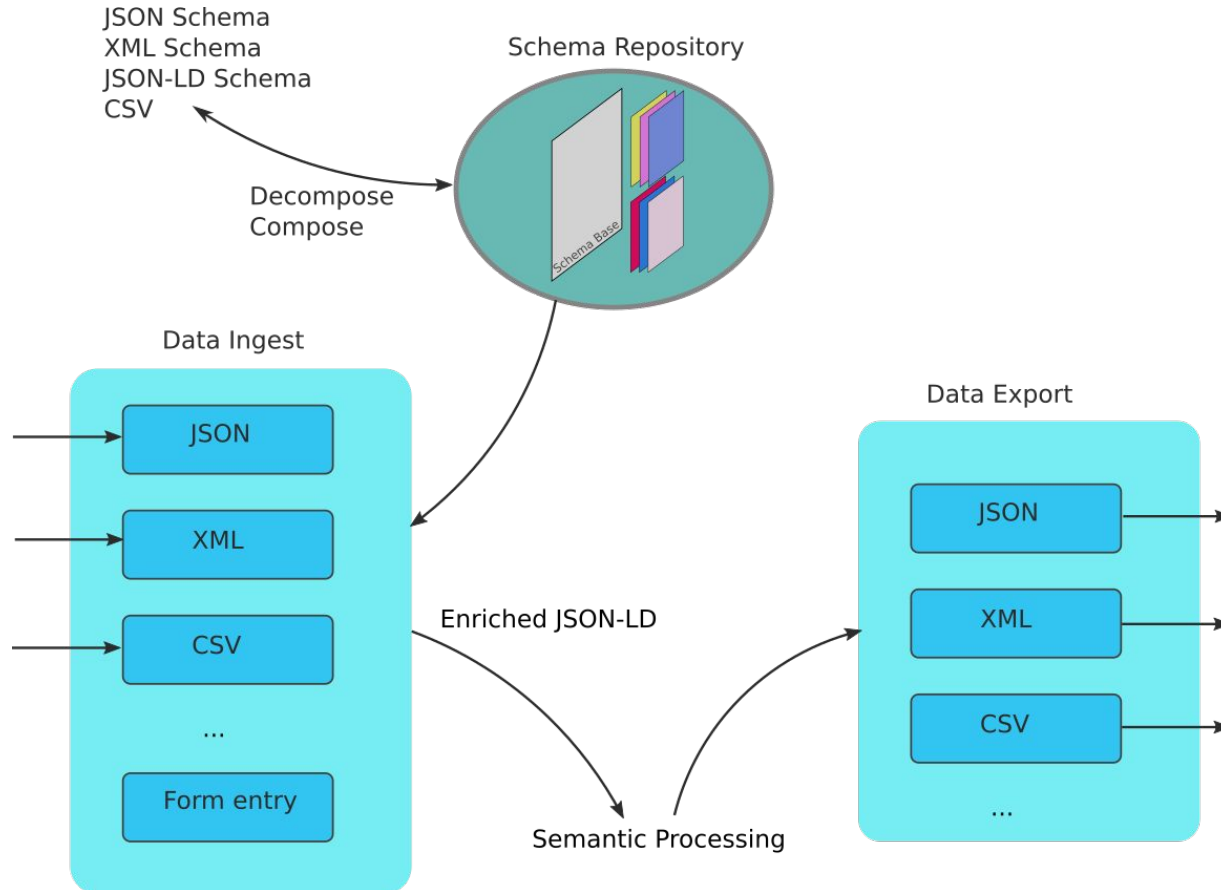 JSON Schema
XML Schema
JSON-LD Schema
CSV
Schema Repository
Schema Base
Decompose
Compose
Data Ingest
JSON
XML
CSV
...
Form entry
Enriched JSON-LD
Semantic Processing
Data Export
JSON
XML
CSV
...